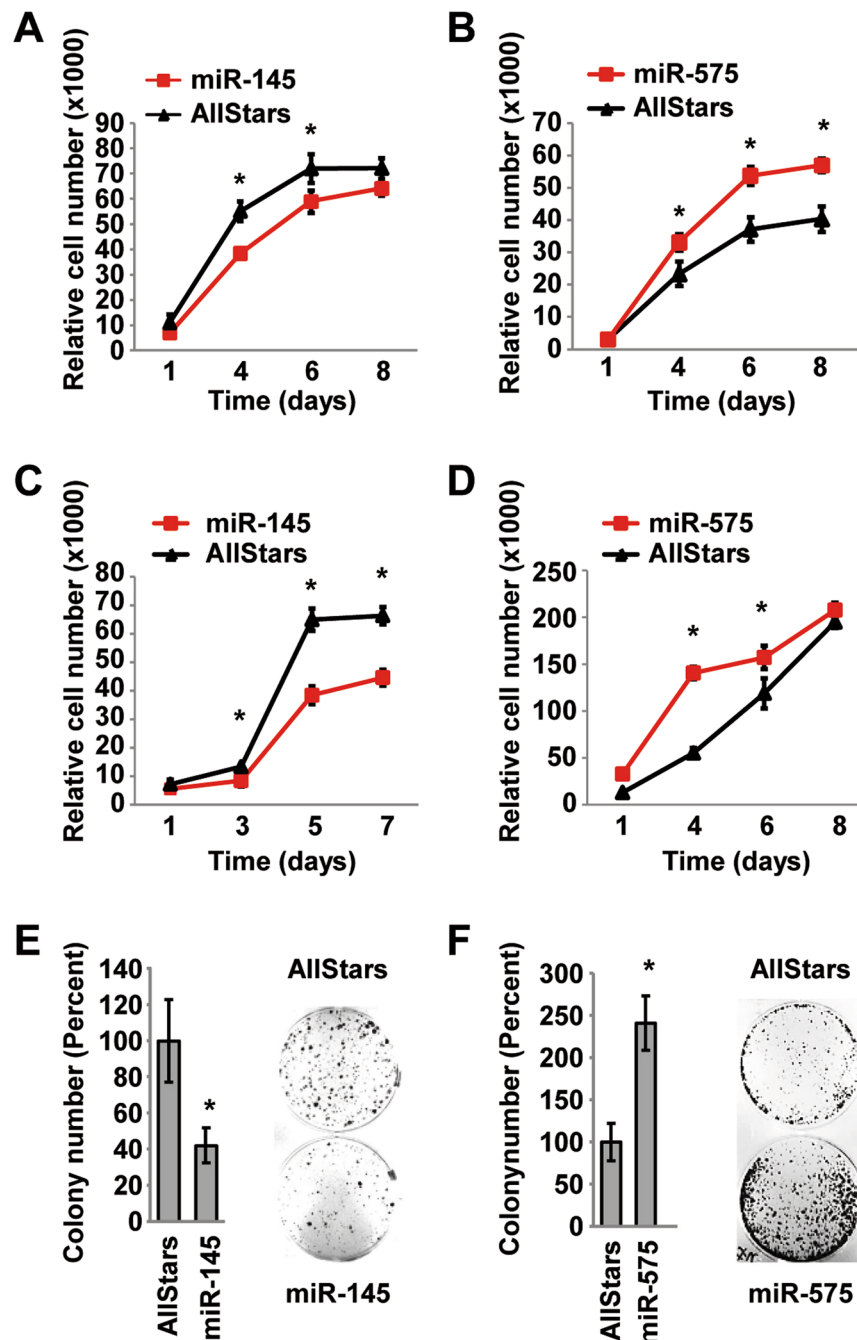 A
miR-145
AllStars
Relative cell number (x1000)
90
80
70
60
50
40
30
20
10
0
* *
1 4 6 8
Time (days)
B
miR-575
AllStars
Relative cell number (x1000)
70
60
50
40
30
20
10
0
* * *
1 4 6 8
Time (days)
C
miR-145
AllStars
Relative cell number (x1000)
80
70
60
50
40
30
20
10
0
* * *
1 3 5 7
Time (days)
D
miR-575
AllStars
Relative cell number (x1000)
250
200
150
100
50
0
* *
1 4 6 8
Time (days)
E
Colony number (Percent)
140
120
100
80
60
40
20
0
*
AllStars
miR-145
AllStars
miR-145
F
Colony number (Percent)
300
250
200
150
100
50
0
*
AllStars
miR-575
AllStars
miR-575